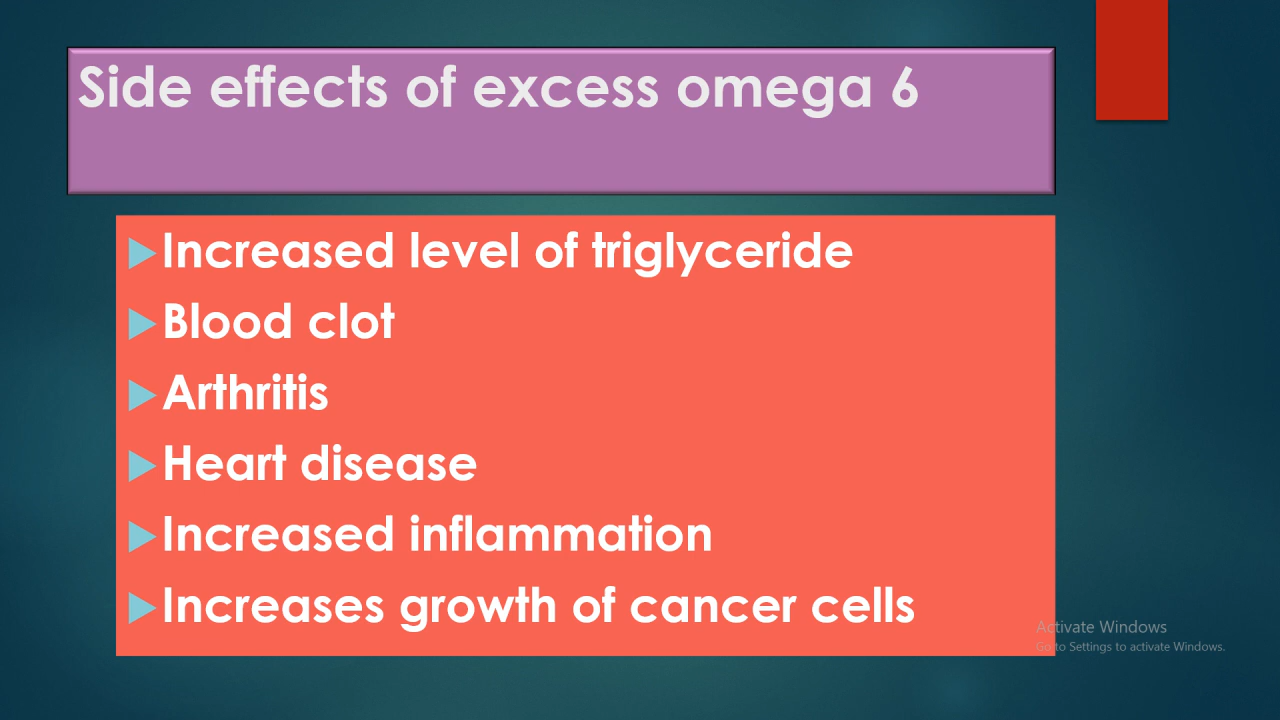 Side effects of excess omega 6
Increased level of triglyceride
Blood clot
Arthritis
Heart disease
Increased inflammation
Increases growth of cancer cells
Activate Windows
Go to Settings to activate Windows.